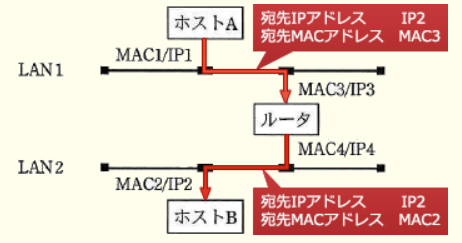 ホストA
宛先IPアドレス IP2
宛先MACアドレス MAC3
MAC1/IP1
LAN1
MAC3/IP3
ルータ
MAC4/IP4
LAN2
MAC2/IP2
ホストB
宛先IPアドレス IP2
宛先MACアドレス MAC2